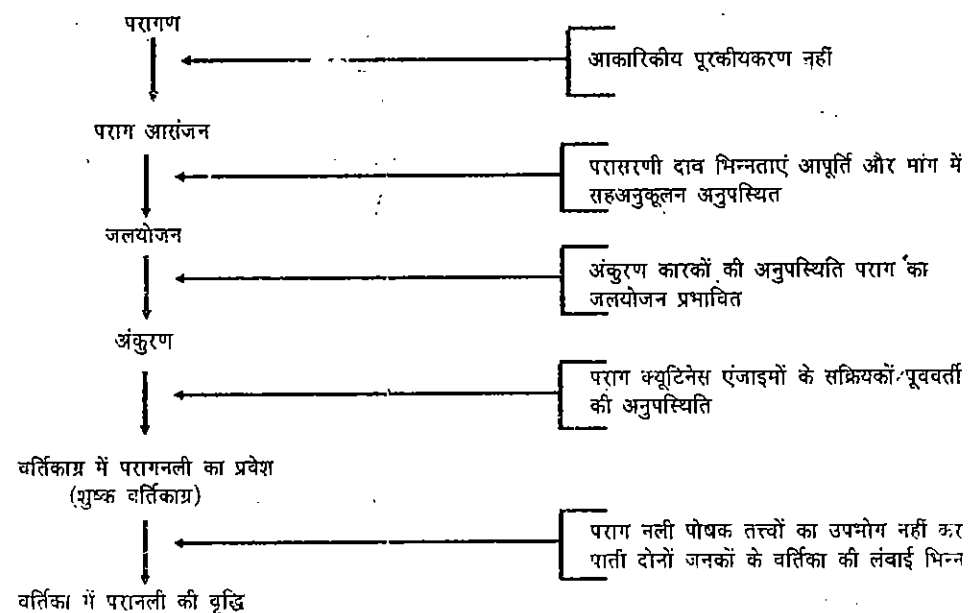 परागण
आकारिकीय पूरकीयकरण नहीं
पराग आसंजन
परासरणी दाव भिन्नताएं आपूर्ति और मांग में
सहअनुकूलन अनुपस्थित
जलयोजन
अंकुरण कारकों की अनुपस्थिति पराग का
जलयोजन प्रभावित
अंकुरण
पराग क्यूटिनेस एंजाइमों के सक्रियकों/पूववर्ती
की अनुपस्थिति
वर्तिकाग्र में परागनली का प्रवेश
(शुष्क वर्तिकाग्र)
पराग नली पोषक तत्त्वों का उपभोग नहीं कर
पाती दोनों जनकों के वर्तिका की लंबाई भिन्न
वर्तिका में परानली की वृद्धि